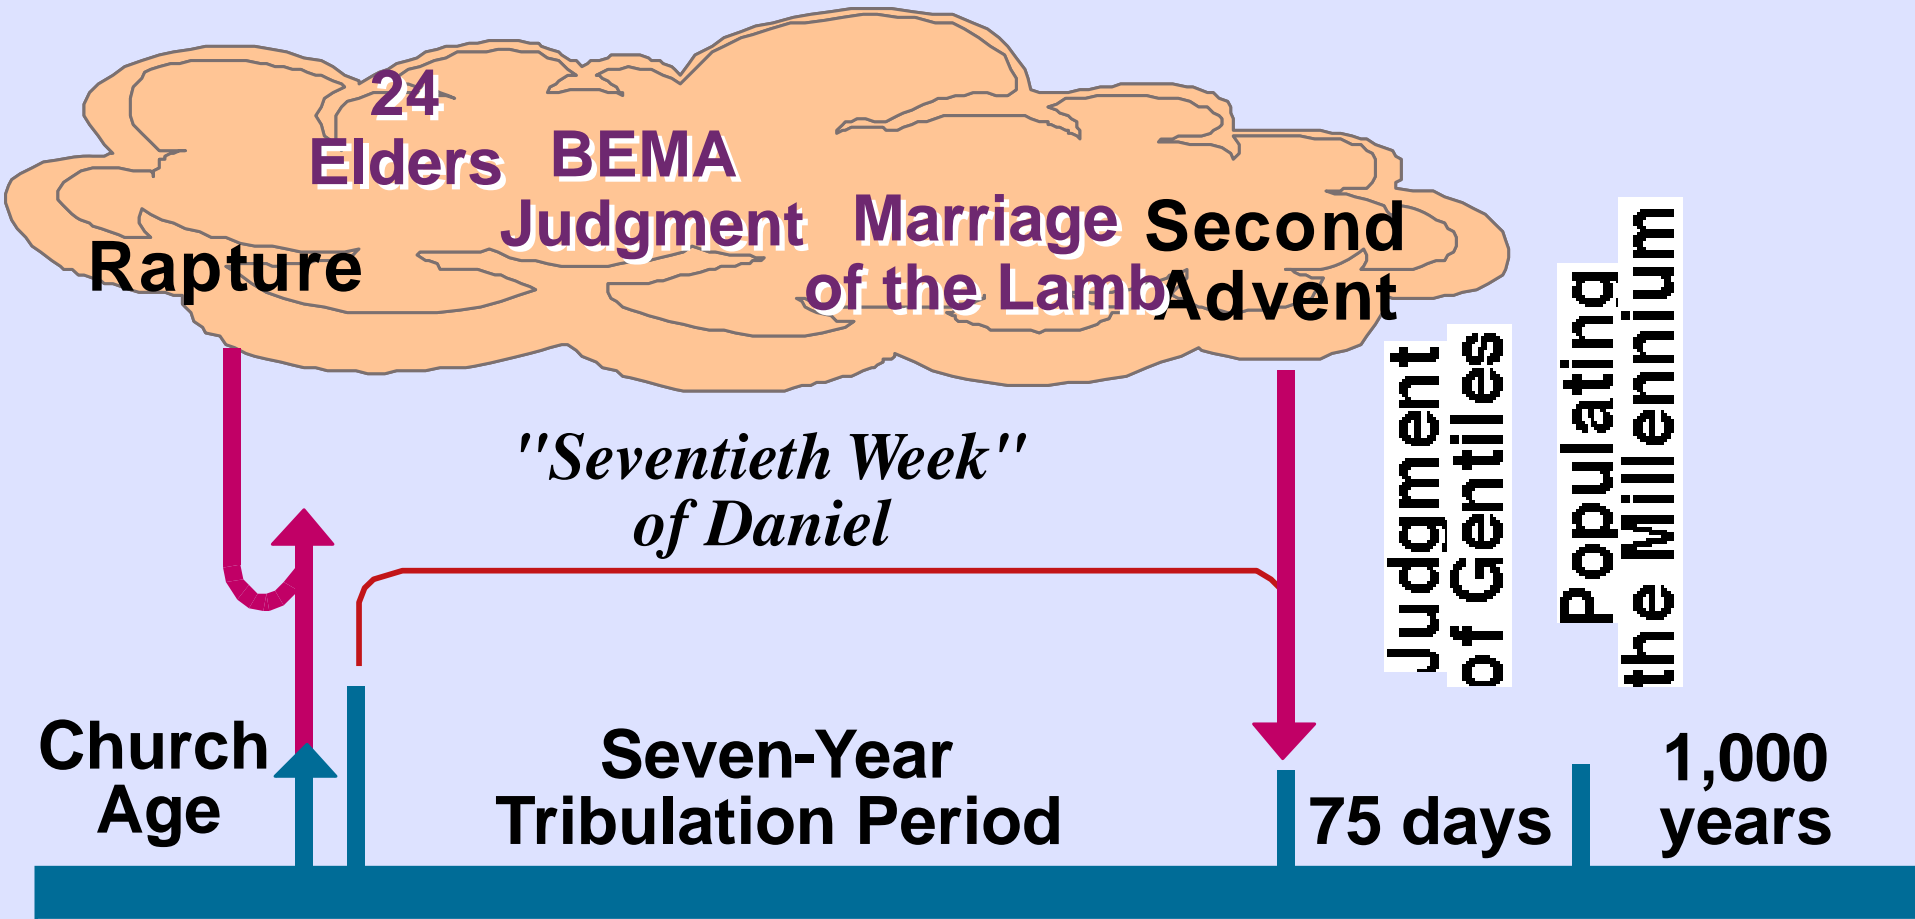 24
Elders
BEMA
Judgment
Marriage
of the Lamb
Rapture
Second
Advent
"Seventieth Week"
of Daniel
Judgment
of Gentiles
Populating
the Millennium
Church
Age
Seven-Year
Tribulation Period
75 days
1,000
years